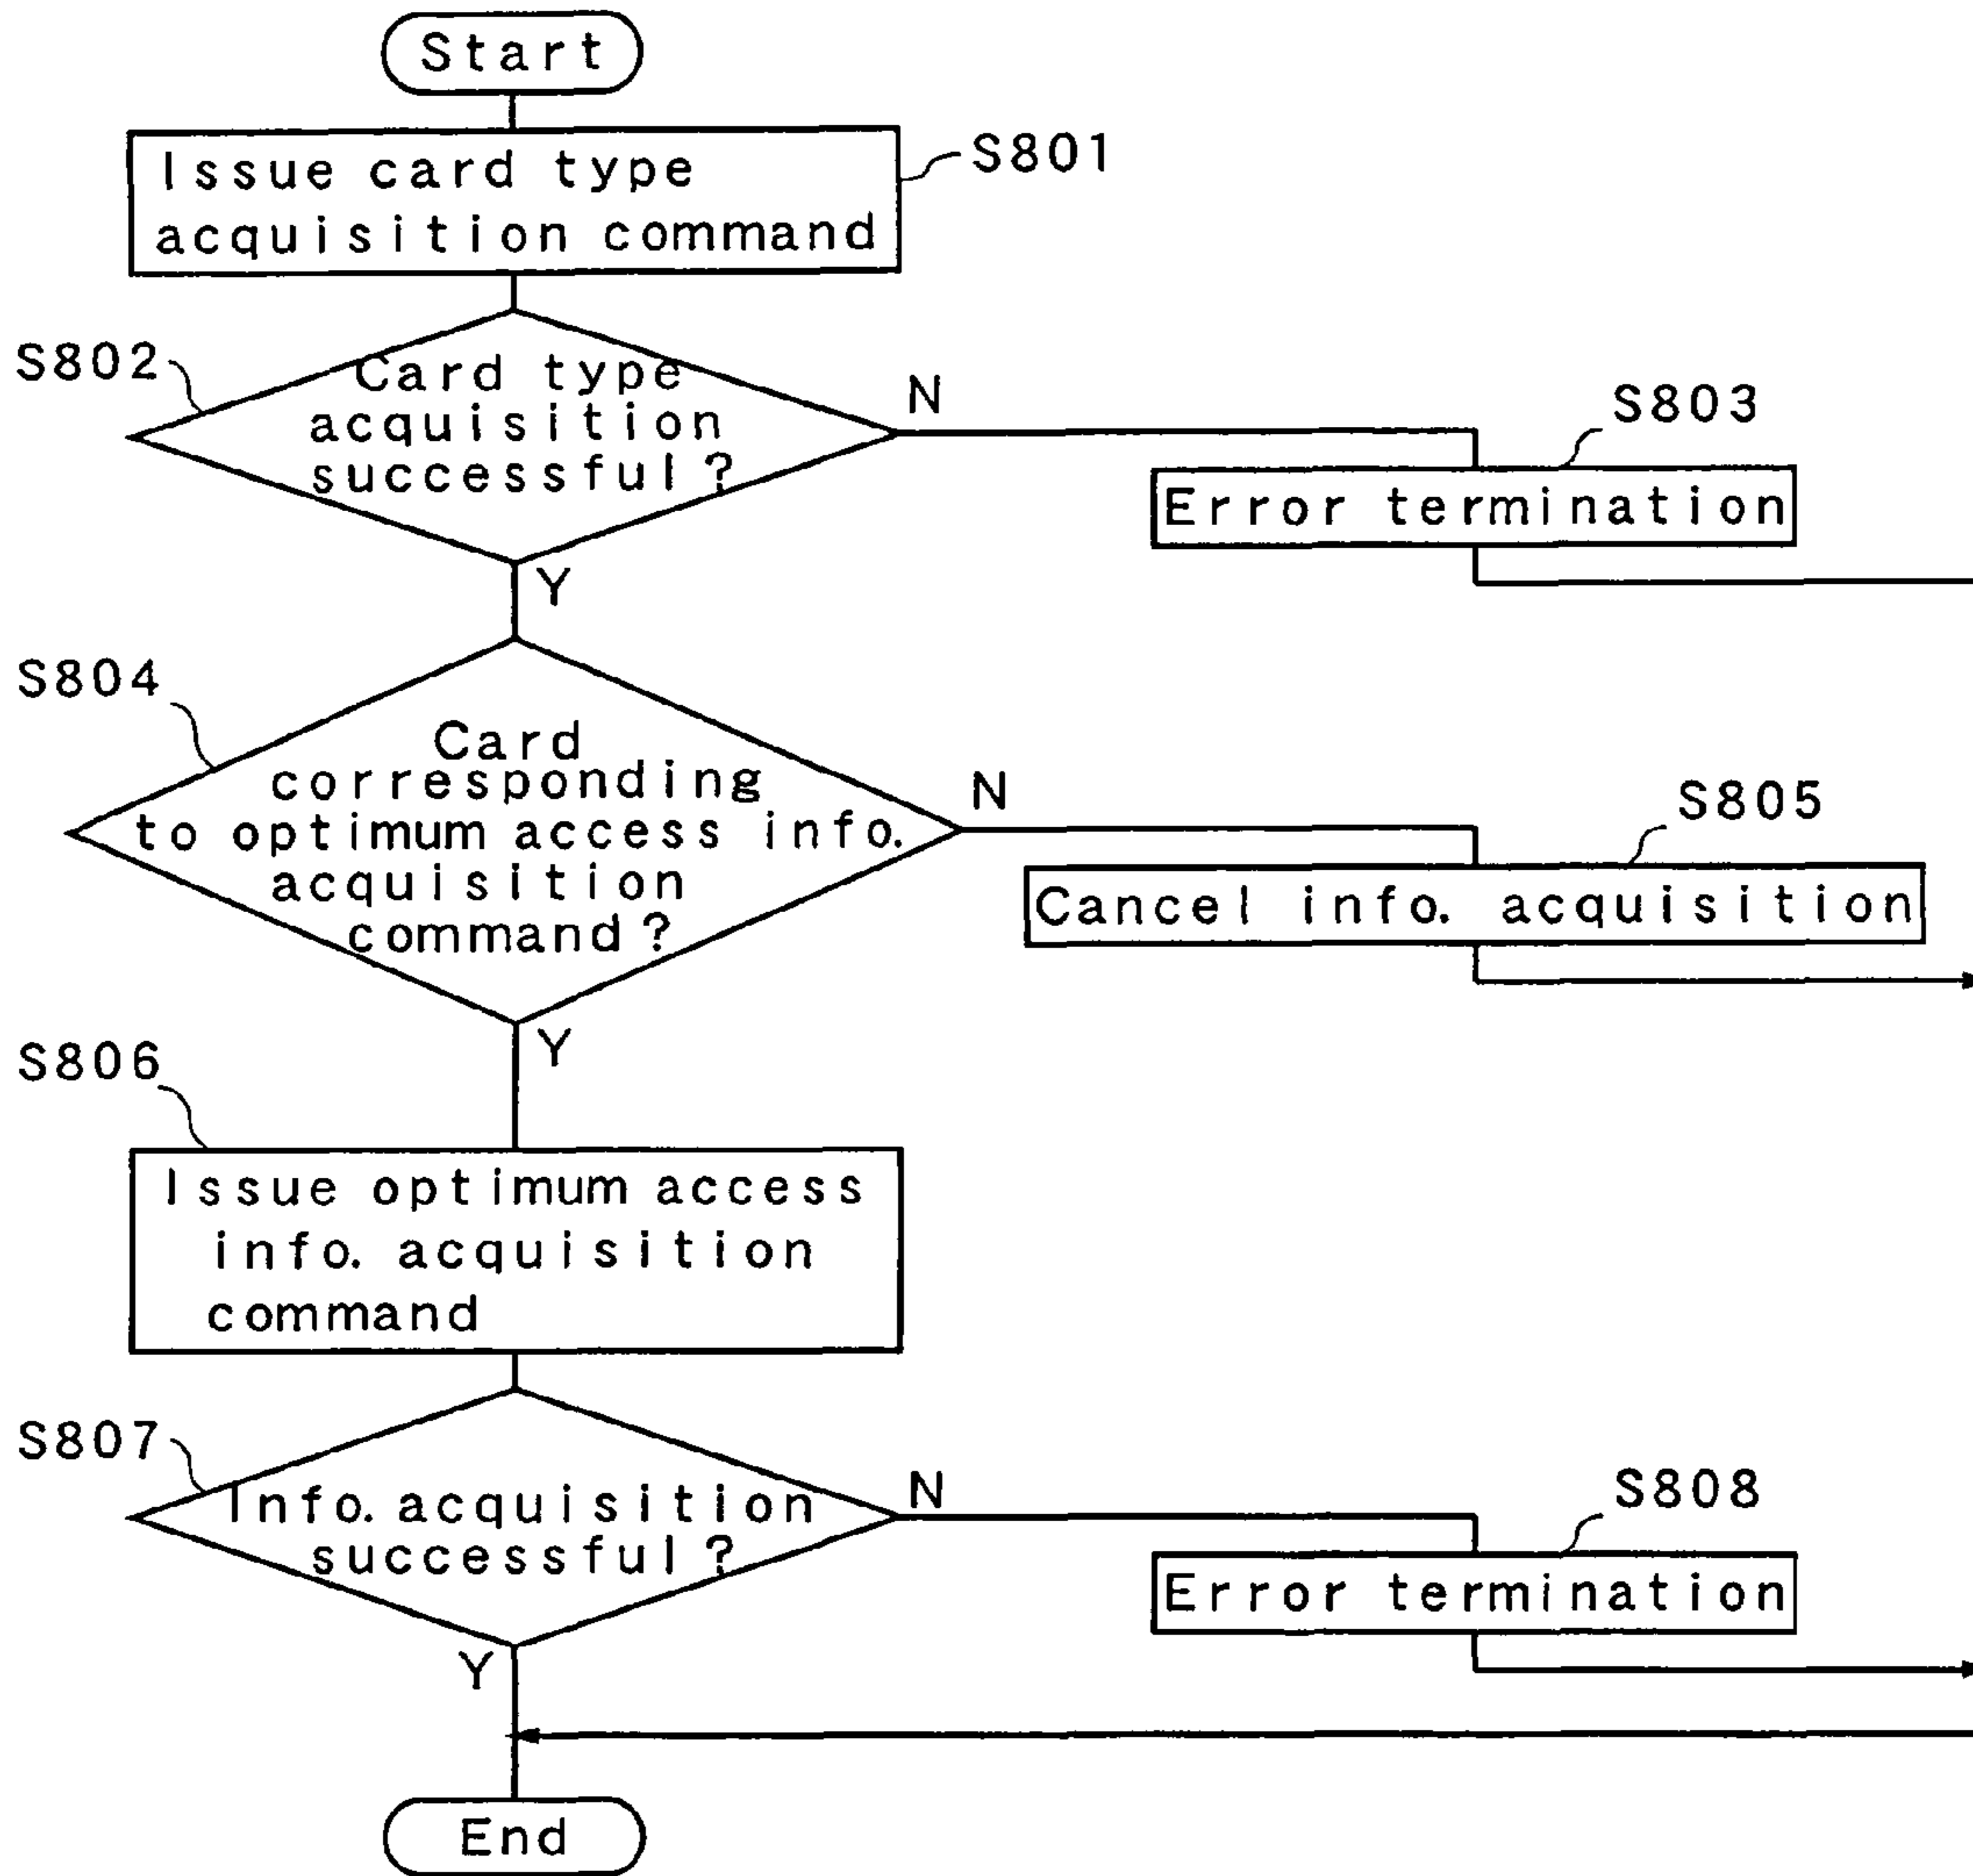 Start
Issue card type
acquisition command
S801
S802
Card type
acquisition
successful?
N
S803
Error termination
Y
S804
Card
corresponding
to optimum access info.
acquisition
command?
N
S805
Cancel info. acquisition
Y
S806
Issue optimum access
info. acquisition
command
S807
Info. acquisition
successful?
N
S808
Error termination
Y
End